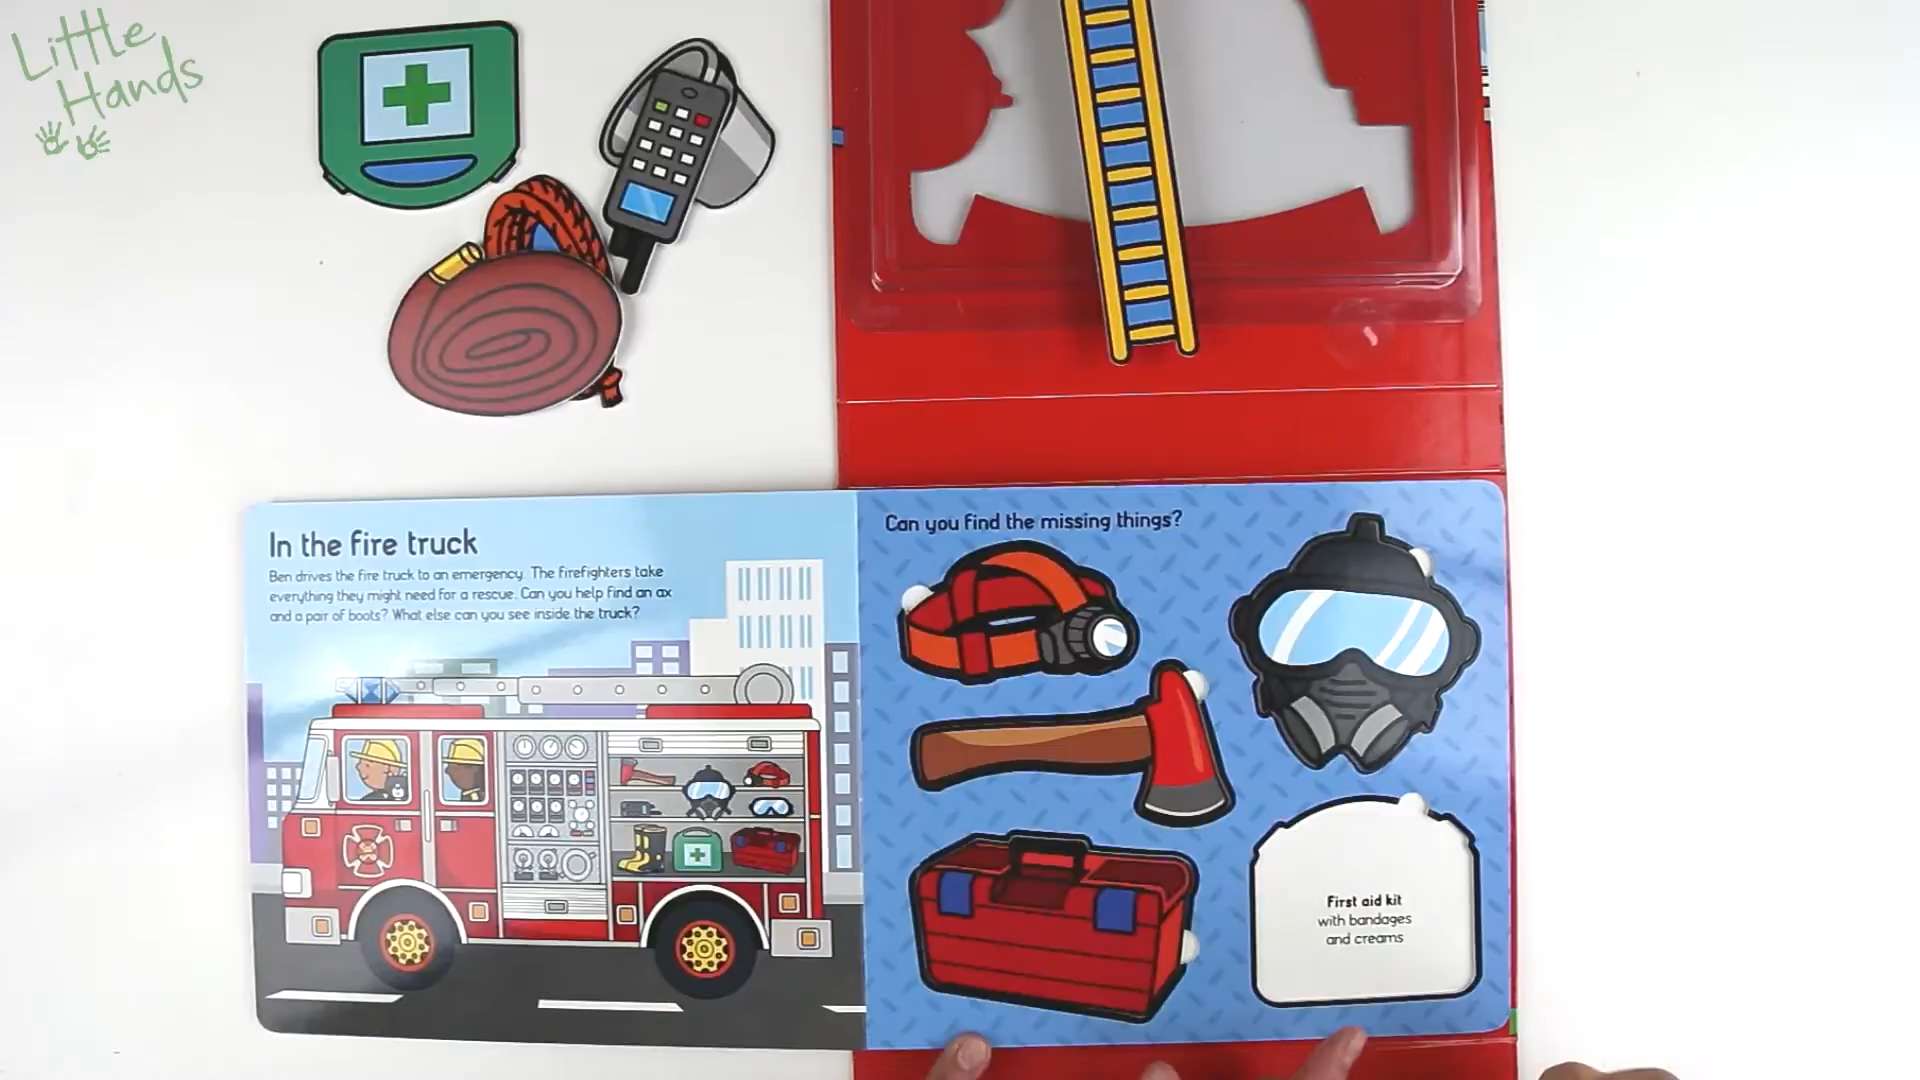 Little
Hands
In the fire truck
Ben drives the fire truck to an emergency. The firefighters take
everything they might need for a rescue. Can you help find an ax
and a pair of boots? What else can you see inside the truck?
Can you find the missing things?
First aid kit
with bandages
and creams